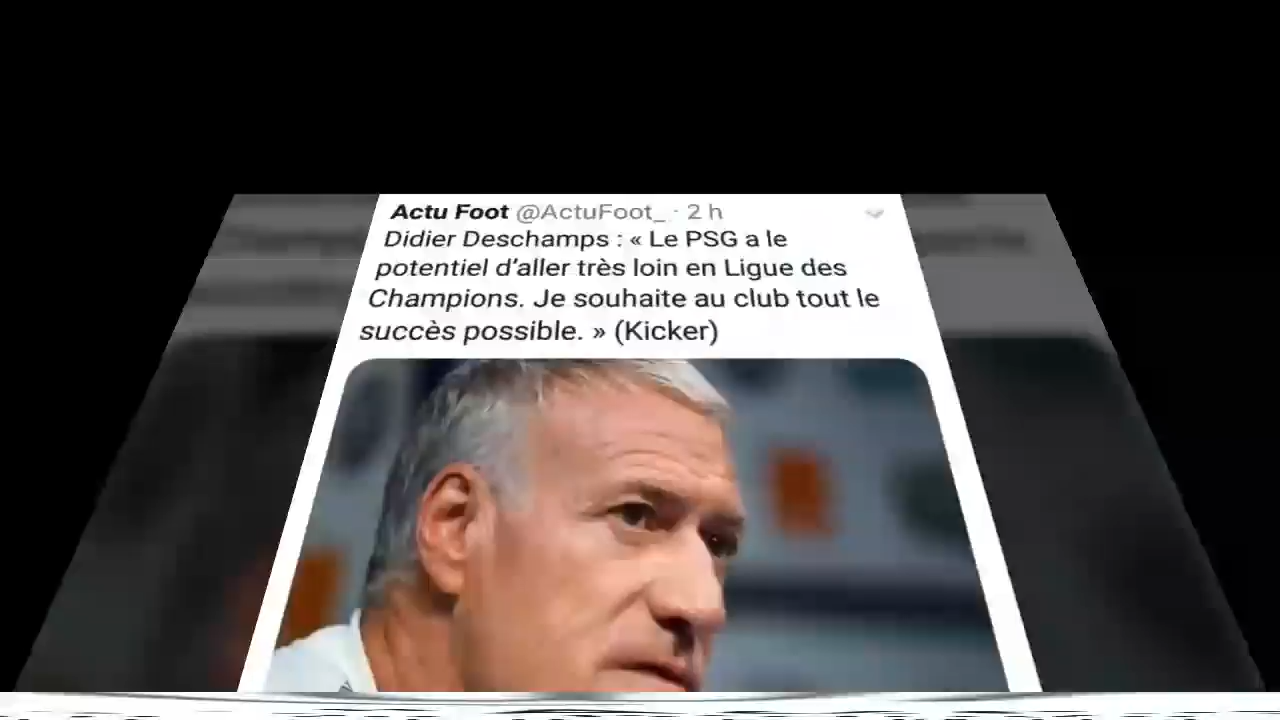 Actu Foot @ActuFoot_ · 2 h
Didier Deschamps : « Le PSG a le
potentiel d'aller très loin en Ligue des
Champions. Je souhaite au club tout le
succès possible. » (Kicker)